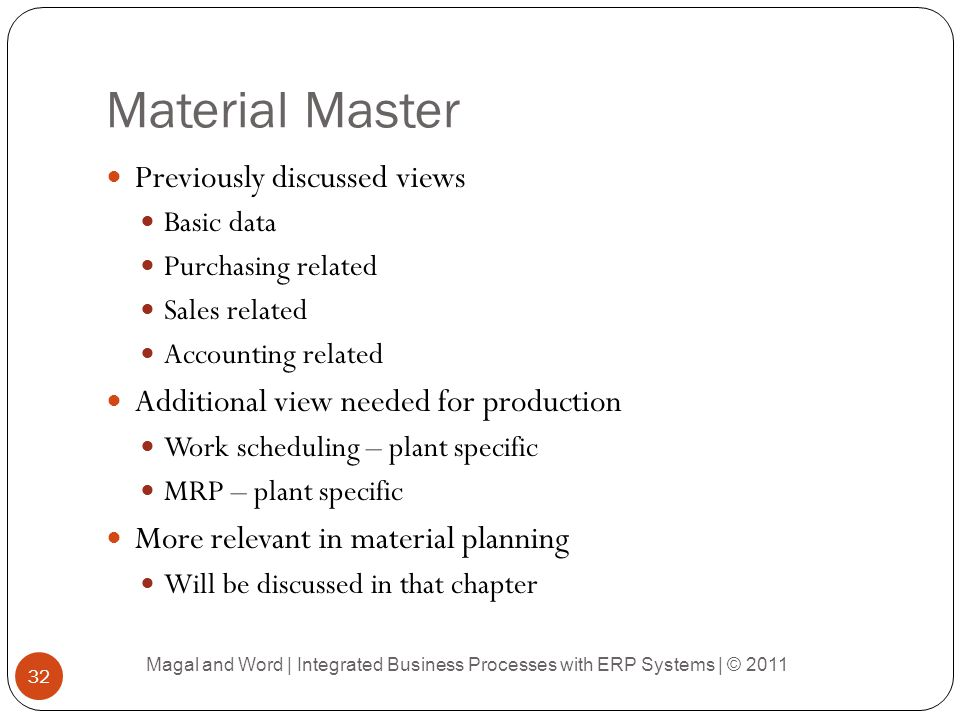 Material Master
Previously discussed views
Basic data
Purchasing related
Sales related
Accounting related
Additional view needed for production
Work scheduling – plant specific
MRP – plant specific
More relevant in material planning
Will be discussed in that chapter
Magal and Word | Integrated Business Processes with ERP Systems | © 2011
32